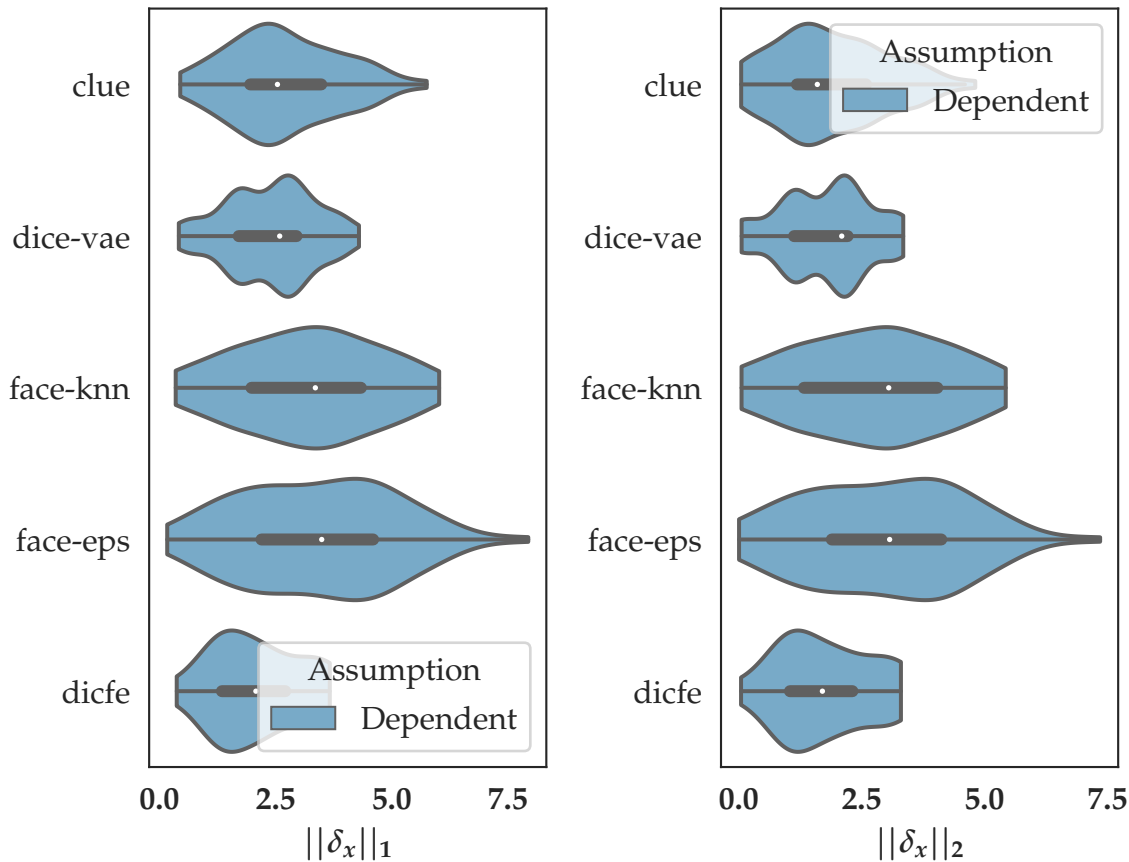 clue
dice-vae
face-knn
face-eps
dicfe
Assumption
Dependent
0.0 2.5 5.0 7.5
||δₓ||₁
clue
dice-vae
face-knn
face-eps
dicfe
Assumption
Dependent
0.0 2.5 5.0 7.5
||δₓ||₂